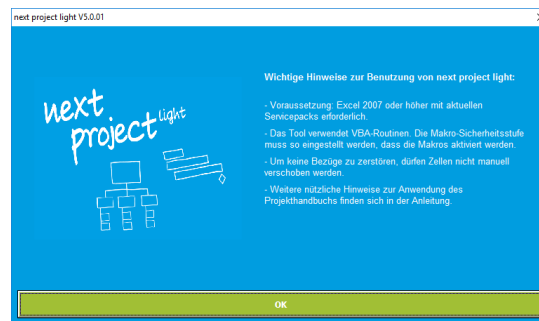 next project light V5.0.01
next
light
project
Wichtige Hinweise zur Benutzung von next project light:
- Voraussetzung: Excel 2007 oder höher mit aktuellen
Servicepacks erforderlich.
- Das Tool verwendet VBA-Routinen. Die Makro-Sicherheitsstufe
muss so eingestellt werden, dass die Makros aktiviert werden.
- Um keine Bezüge zu zerstören, dürfen Zellen nicht manuell
verschoben werden.
- Weitere nützliche Hinweise zur Anwendung des
Projekthandbuchs finden sich in der Anleitung.
OK